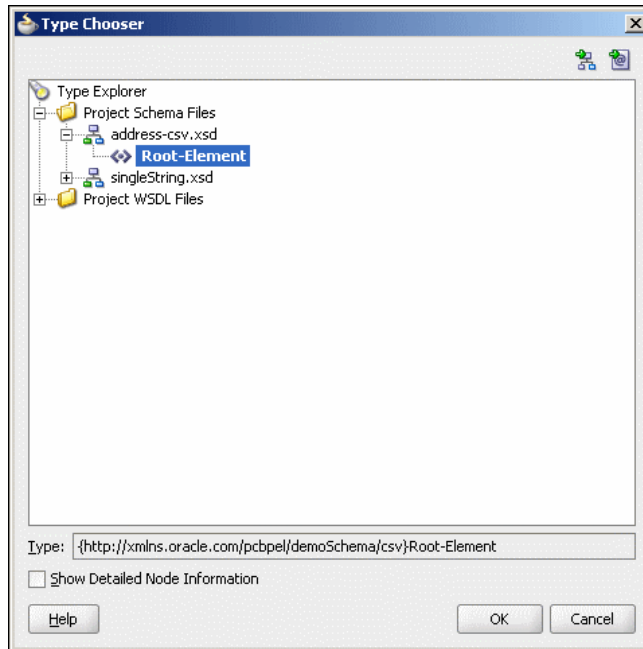 Type Chooser
Type Explorer
Project Schema Files
address-csv.xsd
Root-Element
singleString.xsd
Project WSDL Files
Type: {http://xmlns.oracle.com/pcbpel/demoSchema/csv}Root-Element
Show Detailed Node Information
Help OK Cancel